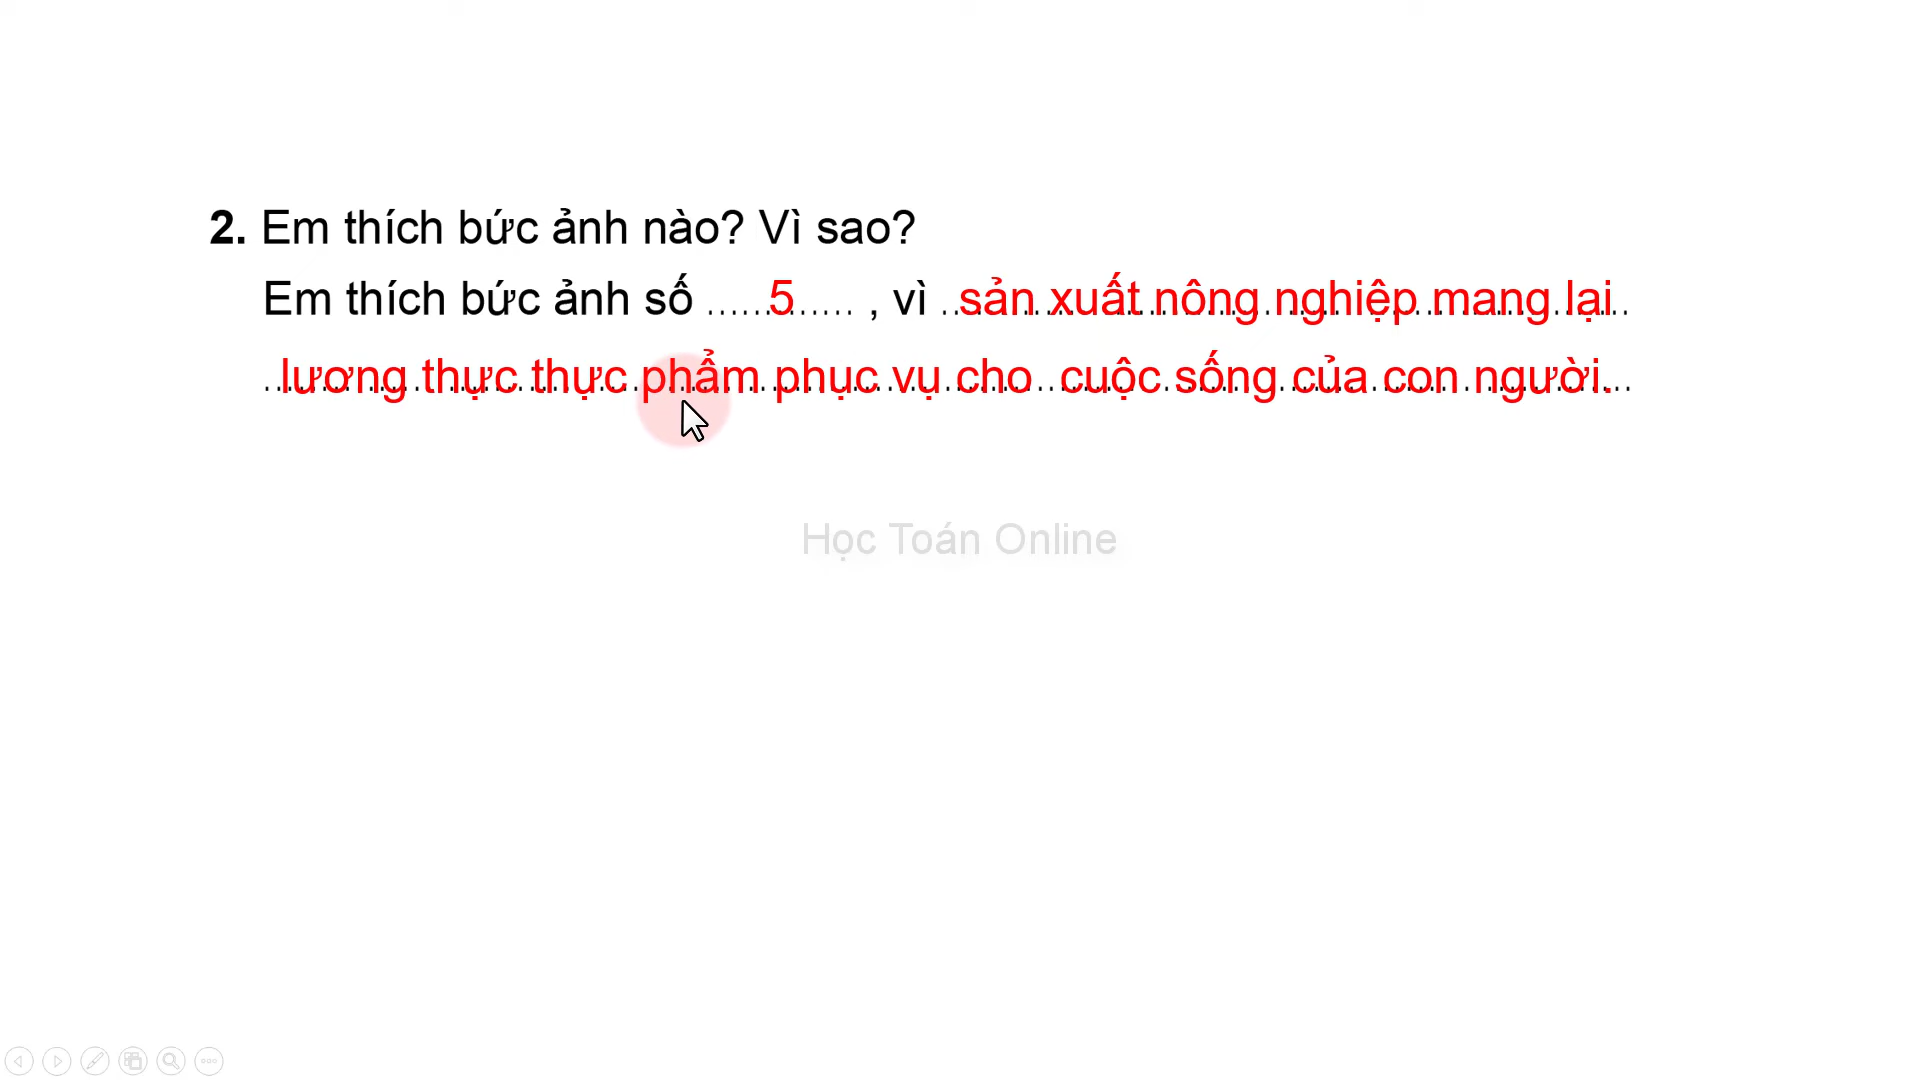 2. Em thích bức ảnh nào? Vì sao?
Em thích bức ảnh số ......5...... , vì sản xuất nông nghiệp mang lại
lương thực thực phẩm phục vụ cho cuộc sống của con người.
Học Toán Online